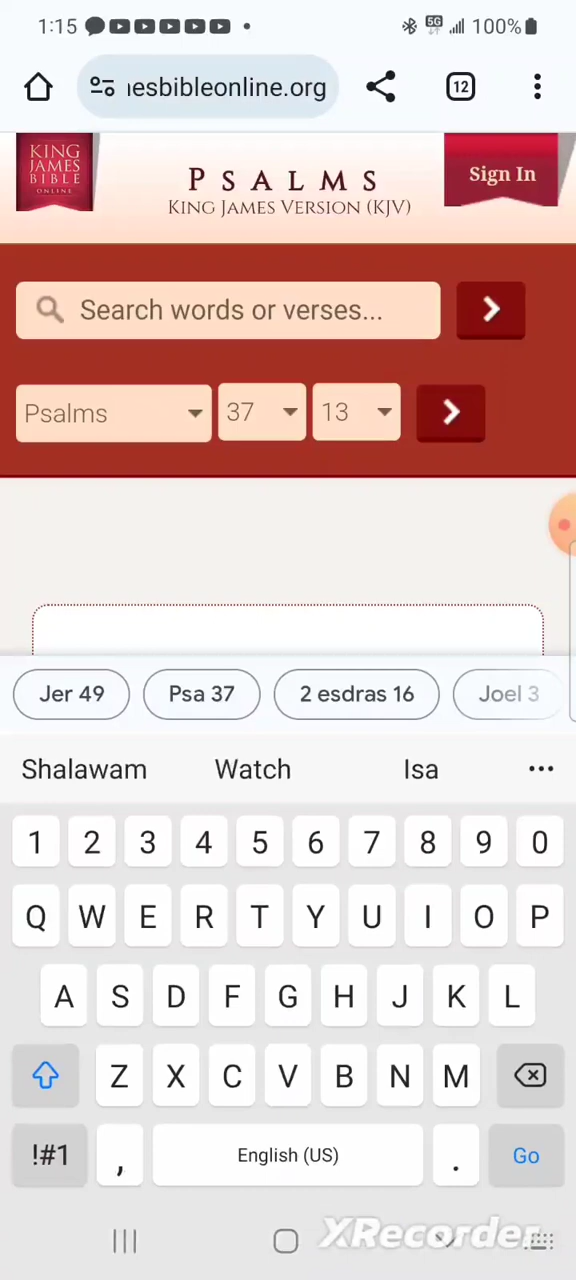 1:15 5G 100%
nesbibleonline.org 12
KING
JAMES
BIBLE
ONLINE
PSALMS
KING JAMES VERSION (KJV)
Sign In
Search words or verses...
Psalms 37 13
Jer 49 Psa 37 2 esdras 16 Joel 3
Shalawam Watch Isa ...
1 2 3 4 5 6 7 8 9 0
Q W E R T Y U I O P
A S D F G H J K L
Z X C V B N M
!#1 , English (US) . Go
XRecorder